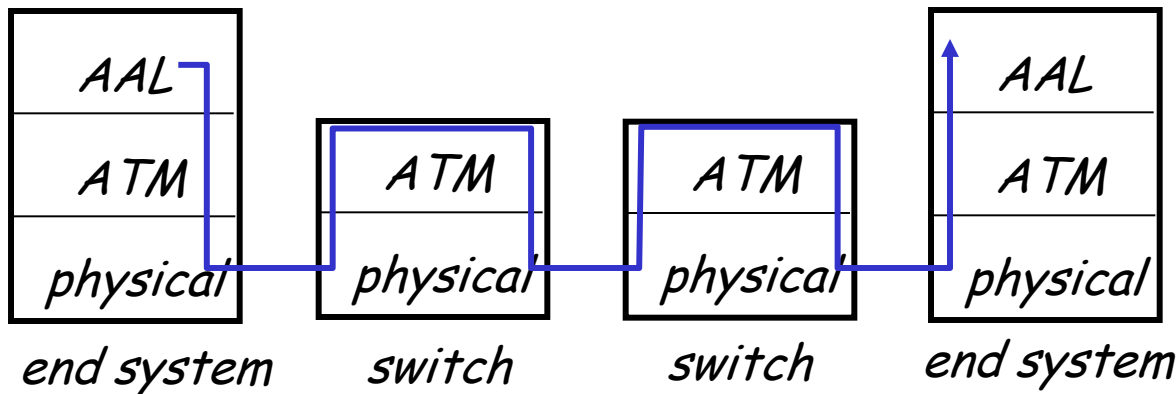 AAL
ATM
physical
end system
ATM
physical
switch
ATM
physical
switch
AAL
ATM
physical
end system